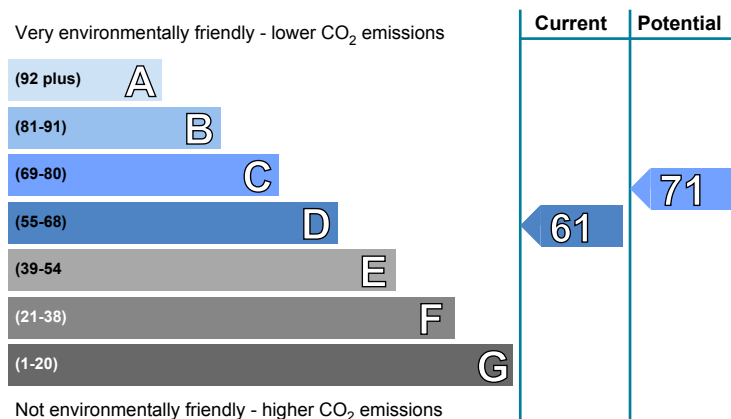 Very environmentally friendly - lower CO2 emissions
Current Potential
(92 plus) A
(81-91) B
(69-80) C
71
(55-68) D
61
(39-54 E
(21-38) F
(1-20) G
Not environmentally friendly - higher CO2 emissions